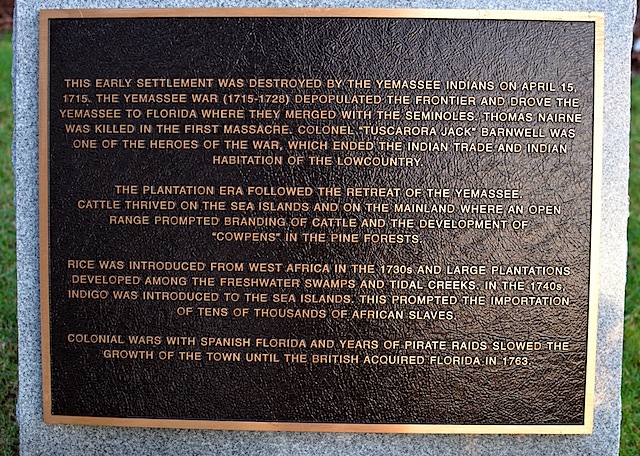 THIS EARLY SETTLEMENT WAS DESTROYED BY THE YEMASSEE INDIANS ON APRIL 15,
1715. THE YEMASSEE WAR (1715-1728) DEPOPULATED THE FRONTIER AND DROVE THE
YEMASSEE TO FLORIDA WHERE THEY MERGED WITH THE SEMINOLES. THOMAS NAIRNE
WAS KILLED IN THE FIRST MASSACRE. COLONEL "TUSCARORA JACK" BARNWELL WAS
ONE OF THE HEROES OF THE WAR, WHICH ENDED THE INDIAN TRADE AND INDIAN
HABITATION OF THE LOWCOUNTRY.
THE PLANTATION ERA FOLLOWED THE RETREAT OF THE YEMASSEE.
CATTLE THRIVED ON THE SEA ISLANDS AND ON THE MAINLAND WHERE AN OPEN
RANGE PROMPTED BRANDING OF CATTLE AND THE DEVELOPMENT OF
"COWPENS" IN THE PINE FORESTS.
RICE WAS INTRODUCED FROM WEST AFRICA IN THE 1730s AND LARGE PLANTATIONS
DEVELOPED AMONG THE FRESHWATER SWAMPS AND TIDAL CREEKS. IN THE 1740s,
INDIGO WAS INTRODUCED TO THE SEA ISLANDS. THIS PROMPTED THE IMPORTATION
OF TENS OF THOUSANDS OF AFRICAN SLAVES.
COLONIAL WARS WITH SPANISH FLORIDA AND YEARS OF PIRATE RAIDS SLOWED THE
GROWTH OF THE TOWN UNTIL THE BRITISH ACQUIRED FLORIDA IN 1763.